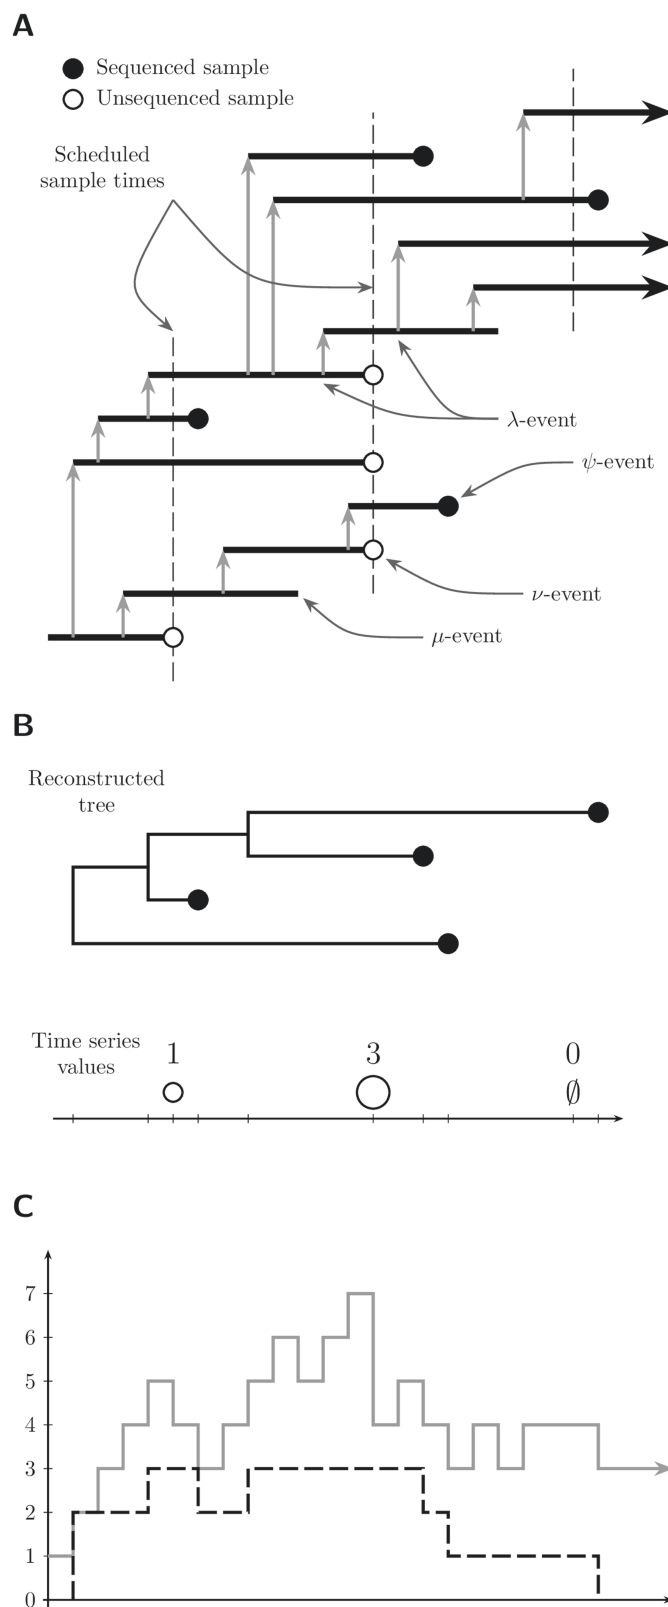 A
Sequenced sample
Unsequenced sample
Scheduled
sample times
λ-event
ψ-event
ν-event
μ-event
B
Reconstructed
tree
Time series
values
1 3 0
∅
C
7
6
5
4
3
2
1
0